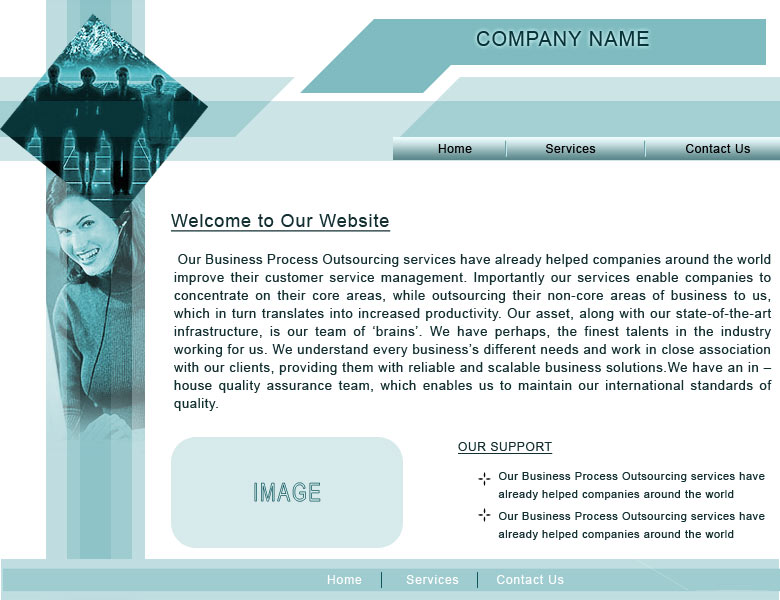 COMPANY NAME
Home Services Contact Us
Welcome to Our Website
Our Business Process Outsourcing services have already helped companies around the world
improve their customer service management. Importantly our services enable companies to
concentrate on their core areas, while outsourcing their non-core areas of business to us,
which in turn translates into increased productivity. Our asset, along with our state-of-the-art
infrastructure, is our team of ‘brains’. We have perhaps, the finest talents in the industry
working for us. We understand every business’s different needs and work in close association
with our clients, providing them with reliable and scalable business solutions.We have an in –
house quality assurance team, which enables us to maintain our international standards of
quality.
IMAGE
OUR SUPPORT
Our Business Process Outsourcing services have
already helped companies around the world
Our Business Process Outsourcing services have
already helped companies around the world
Home Services Contact Us